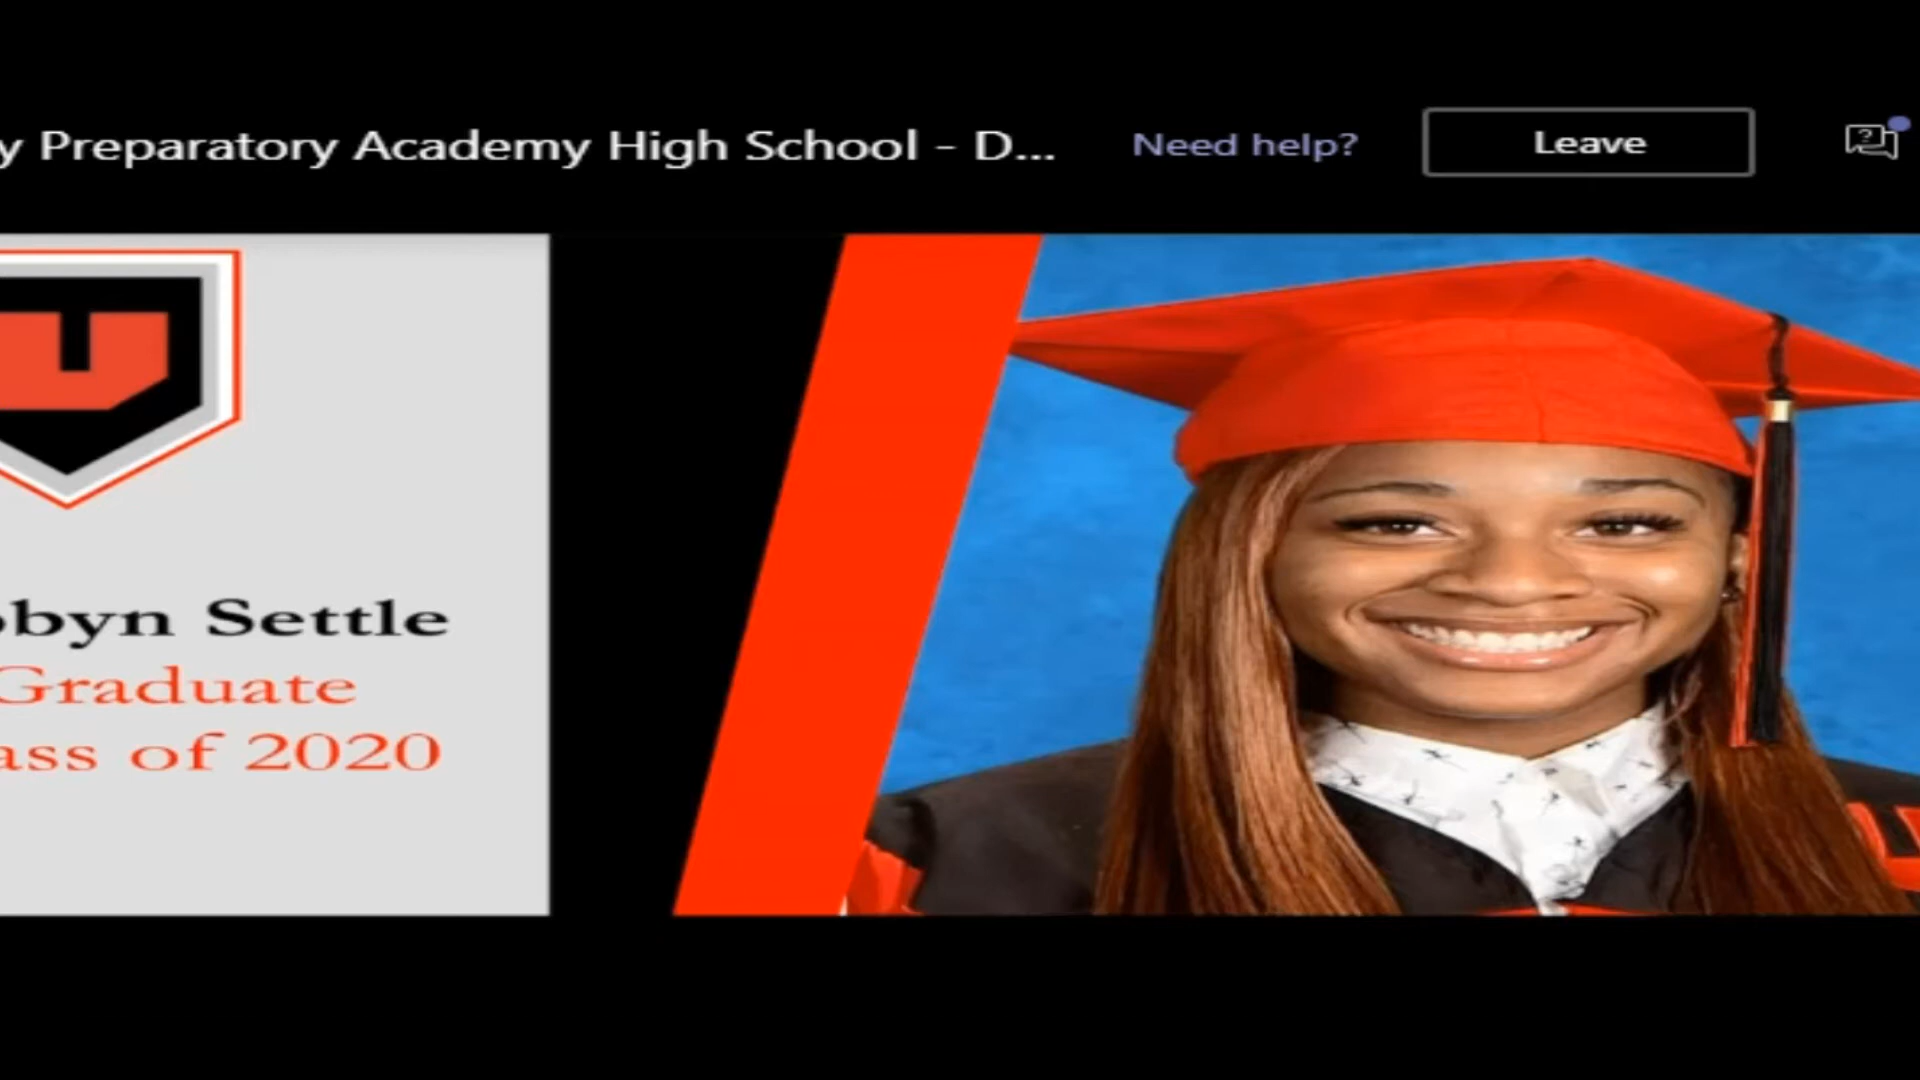 y Preparatory Academy High School - D...
Need help?
Leave
obyn Settle
Graduate
ass of 2020